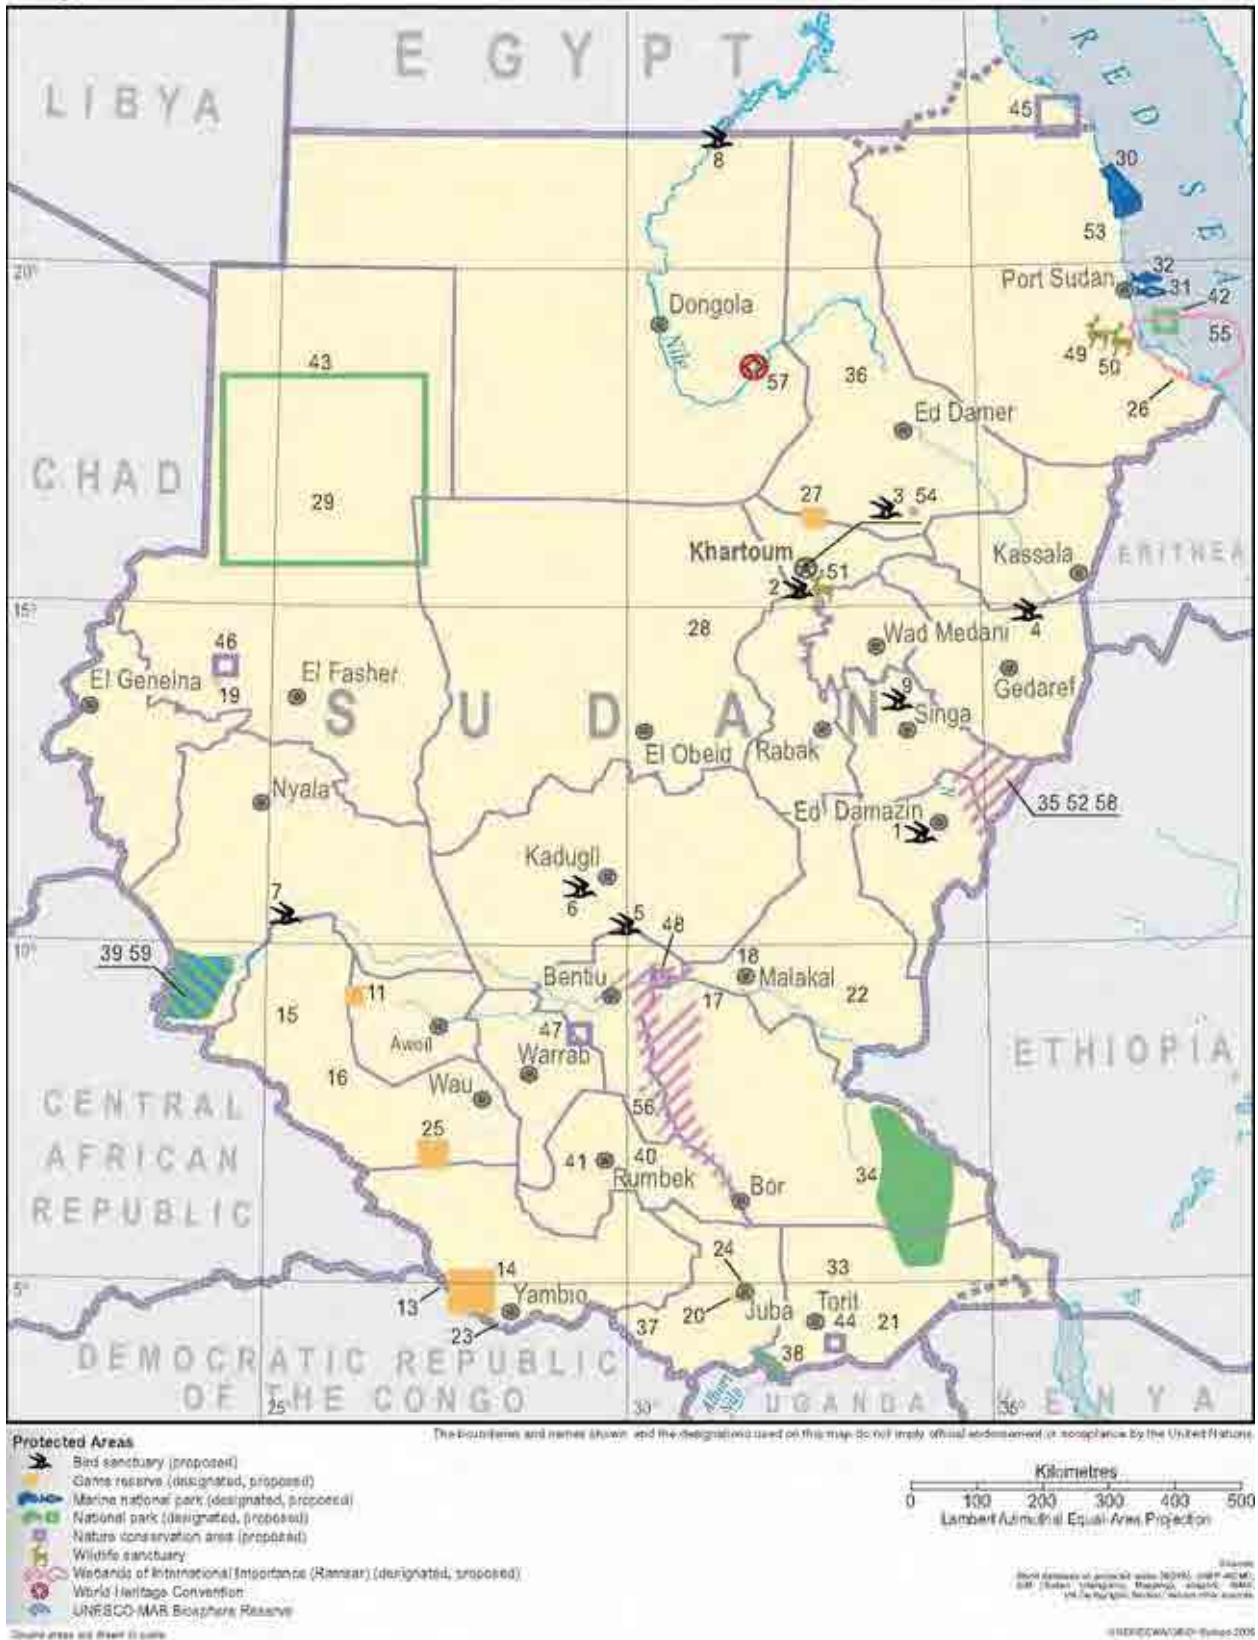 EGYPT
LIBYA
RED SEA
45
8
30
53
20°
Port Sudan
32
31
42
Dongola
Nile
55
43
49
50
57
36
26
Ed Damer
CHAD
29
27
3 54
Khartoum
Kassala
ERITREA
51
2
15°
28
Wad Medani
4
46
El Geneina
El Fasher
19
9
Gedaref
SUDAN
Singa
El Obeid
Rabak
Nyala
Ed Damazin
35 52 58
1
Kadugli
7
6
5
10°
39 59
48
18
Bentiu
Malakal
11
15
17
22
Awoil
47
Warrab
ETHIOPIA
16
Wau
56
CENTRAL
AFRICAN
REPUBLIC
25
41
40
Rumbek
34
Bor
24
33
14
5°
13
Yambio
Juba
Torit
20
44
21
23
37
38
DEMOCRATIC REPUBLIC
OF THE CONGO
Albert Nile
UGANDA
KENYA
25°
The boundaries and names shown and the designations used on this map do not imply official endorsement or acceptance by the United Nations.
Protected Areas
Bird sanctuary (proposed)
Game reserve (designated, proposed)
Marine national park (designated, proposed)
National park (designated, proposed)
Nature conservation area (proposed)
Wildlife sanctuary
Wetlands of International Importance (Ramsar) (designated, proposed)
World Heritage Convention
UNESCO-MAB Biosphere Reserve
Square areas are drawn to scale
Kilometres
0 100 200 300 400 500
Lambert Azimuthal Equal-Area Projection